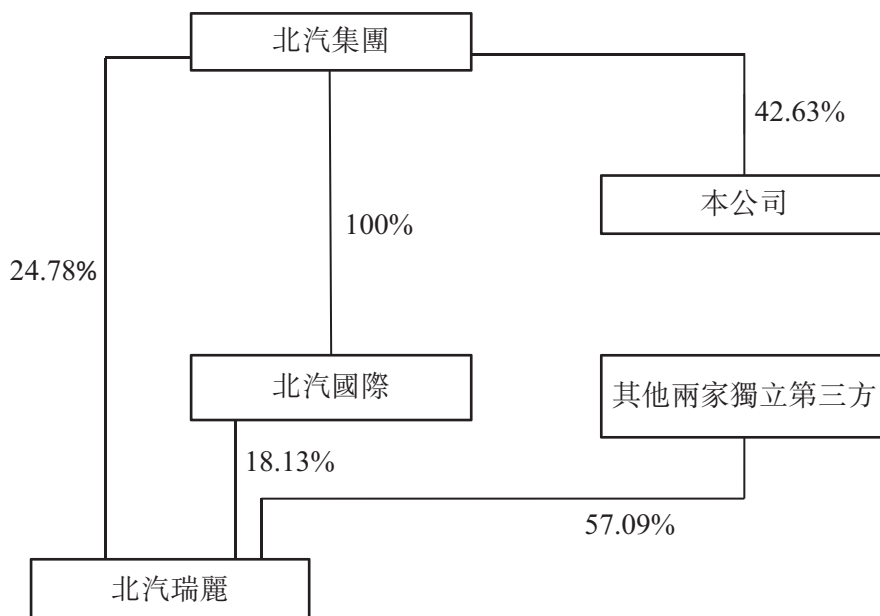 北汽集團
42.63%
本公司
100%
24.78%
北汽國際
其他兩家獨立第三方
18.13%
57.09%
北汽瑞麗